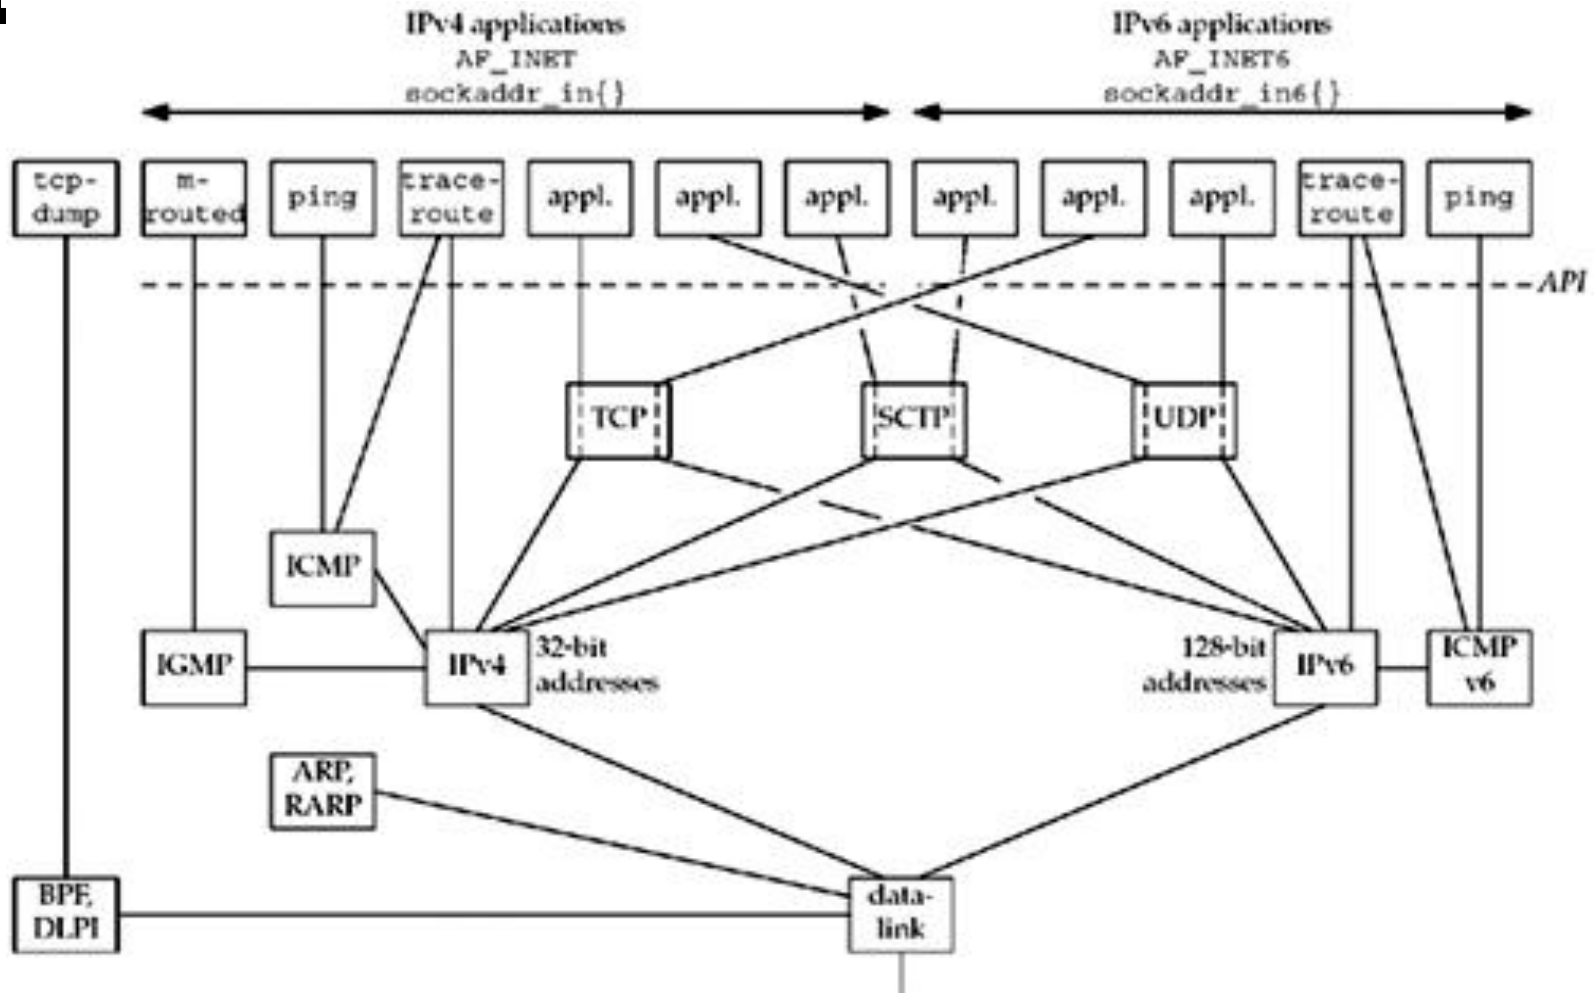 IPv4 applications
AF_INET
sockaddr_in{}
IPv6 applications
AF_INET6
sockaddr_in6{}
tcp-
dump
m-
routed
ping
trace-
route
appl.
appl.
appl.
appl.
appl.
appl.
trace-
route
ping
API
TCP
SCTP
UDP
ICMP
IGMP
IPv4
32-bit
addresses
128-bit
addresses
IPv6
ICMP
v6
ARP,
RARP
BPF,
DLPI
data-
link